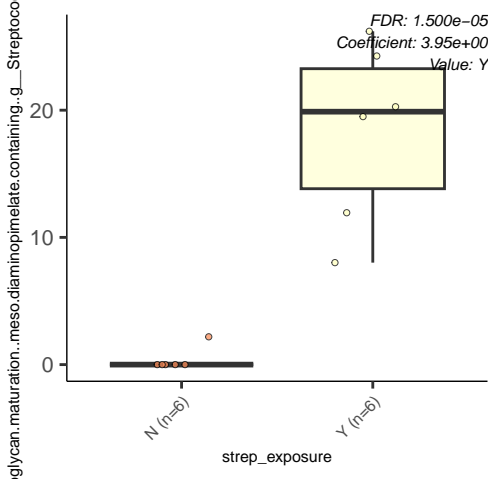 FDR: 1.500e−05
Coefficient: 3.95e+00
Value: Y
oglycan.maturation..meso.diaminopimelate.containing..g__Streptoco
20
10
0
N (n=6)
Y (n=6)
strep_exposure